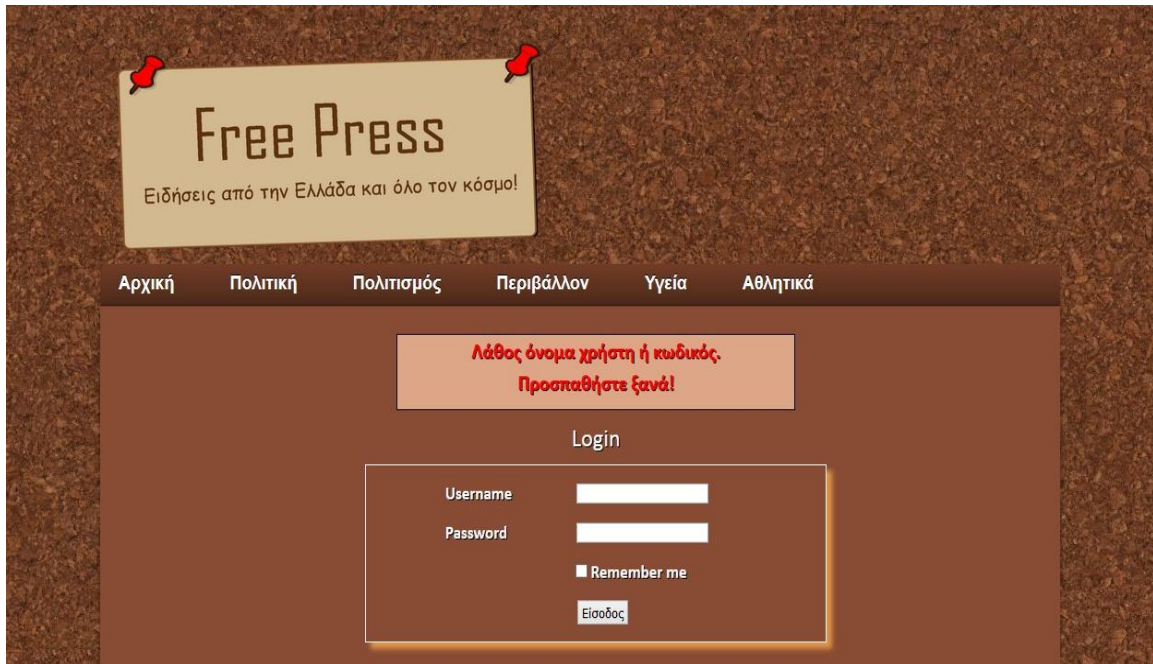 Free Press
Ειδήσεις από την Ελλάδα και όλο τον κόσμο!
Αρχική Πολιτική Πολιτισμός Περιβάλλον Υγεία Αθλητικά
Λάθος όνομα χρήστη ή κωδικός.
Προσπαθήστε ξανά!
Login
Username
Password
Remember me
Είσοδος